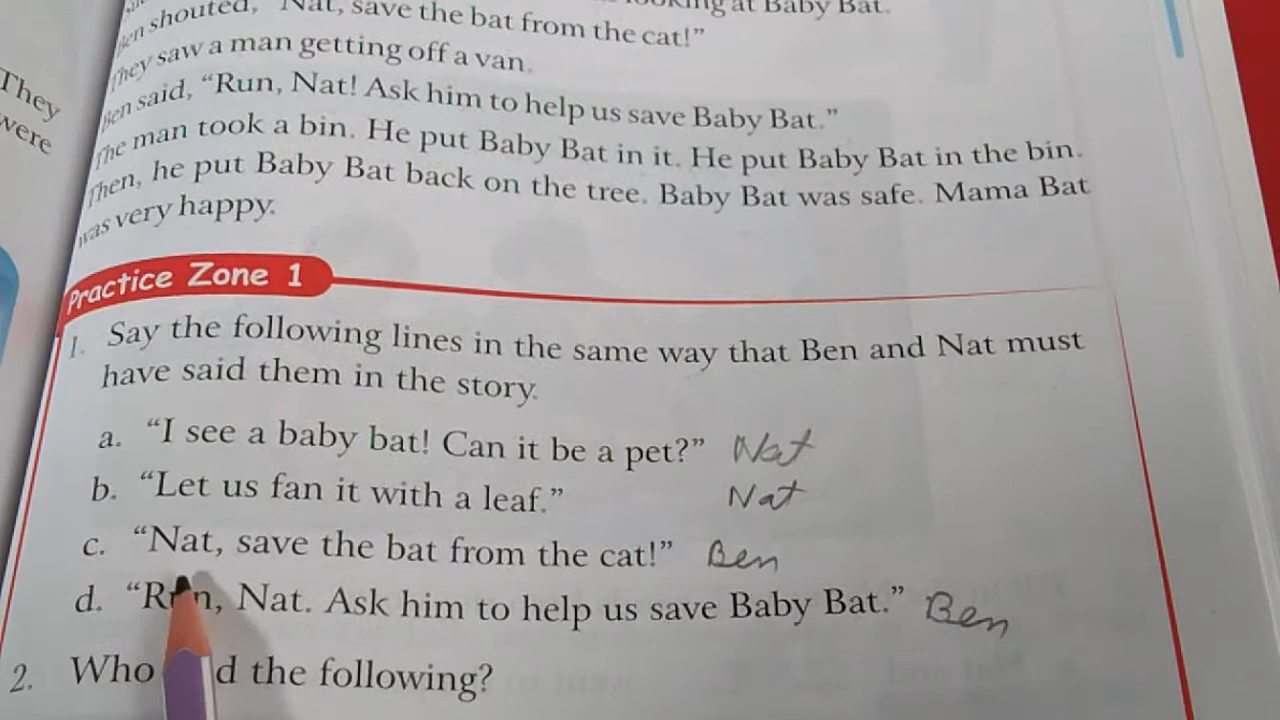 They
were
looking at Baby Bat.
Ben shouted, "Nat, save the bat from the cat!"
They saw a man getting off a van.
Ben said, "Run, Nat! Ask him to help us save Baby Bat."
The man took a bin. He put Baby Bat in it. He put Baby Bat in the bin.
Then, he put Baby Bat back on the tree. Baby Bat was safe. Mama Bat
was very happy.
Practice Zone 1
1. Say the following lines in the same way that Ben and Nat must
have said them in the story.
a. "I see a baby bat! Can it be a pet?" Nat
b. "Let us fan it with a leaf." Nat
c. "Nat, save the bat from the cat!" Ben
d. "Run, Nat. Ask him to help us save Baby Bat." Ben
2. Who d the following?